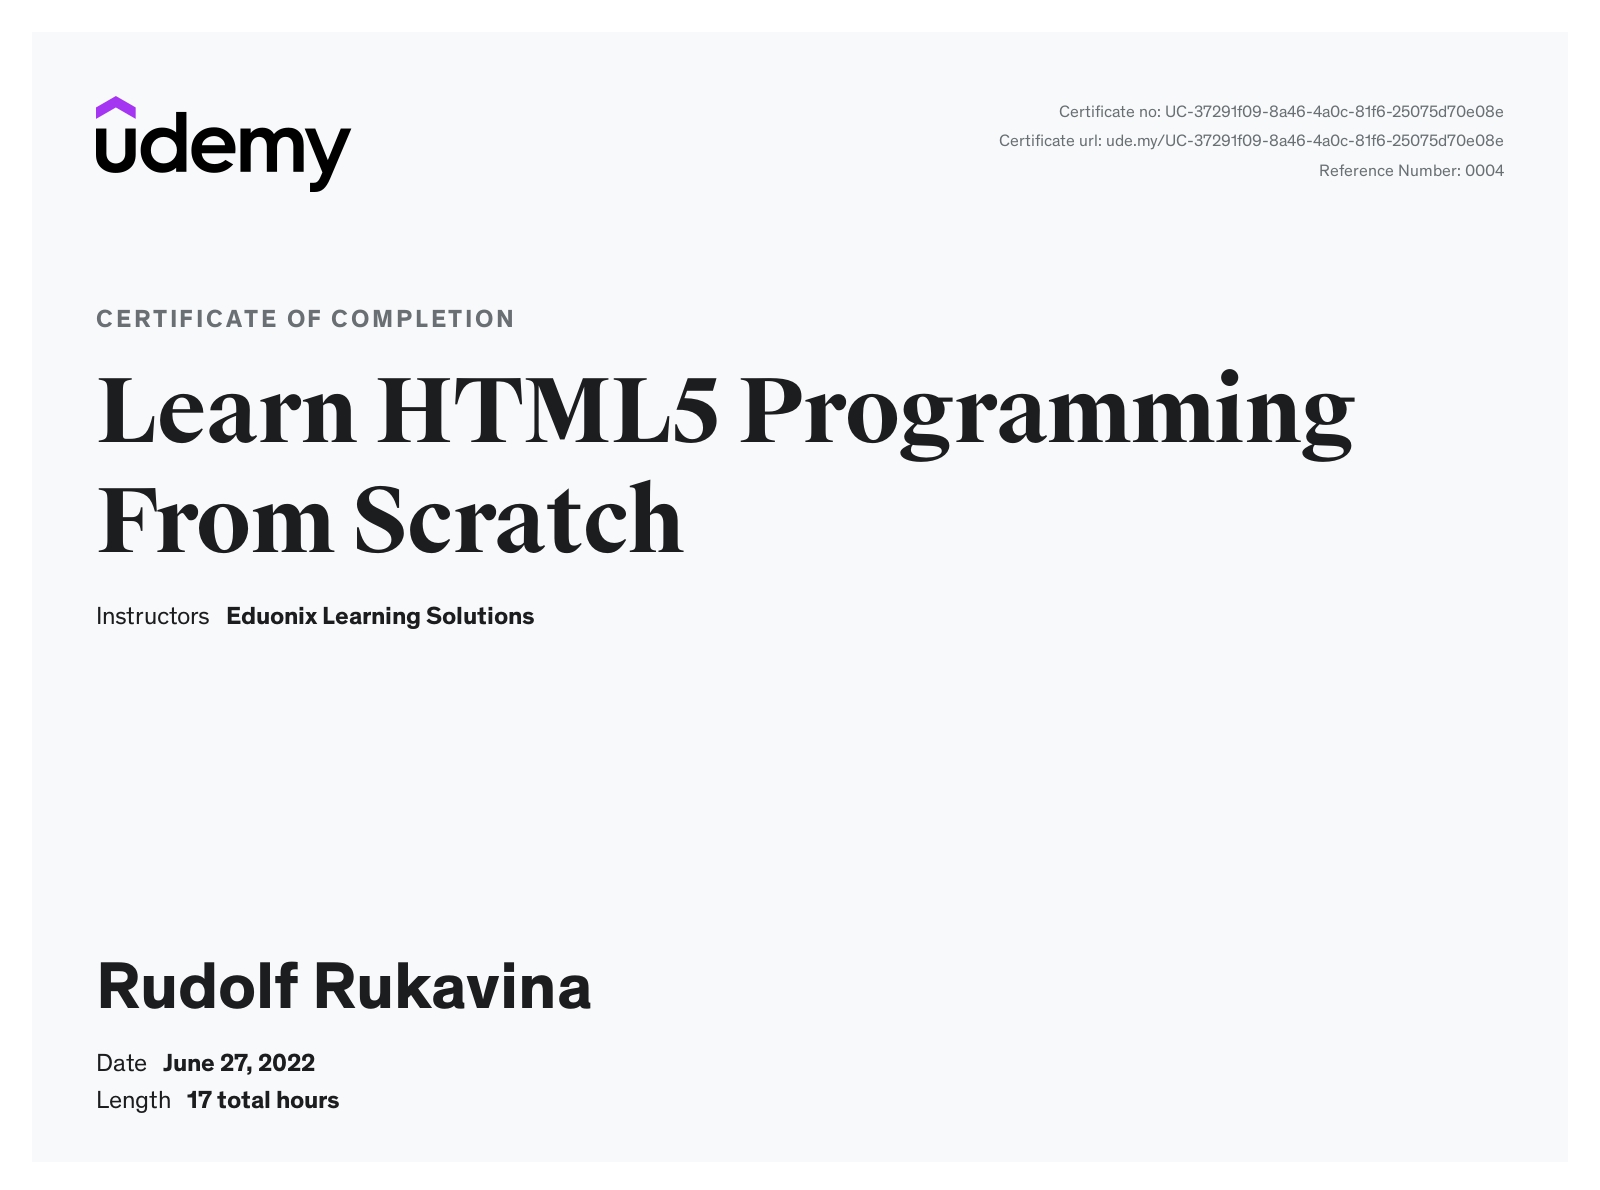 udemy
Certificate no: UC-37291f09-8a46-4a0c-81f6-25075d70e08e
Certificate url: ude.my/UC-37291f09-8a46-4a0c-81f6-25075d70e08e
Reference Number: 0004
CERTIFICATE OF COMPLETION
Learn HTML5 Programming
From Scratch
Instructors Eduonix Learning Solutions
Rudolf Rukavina
Date June 27, 2022
Length 17 total hours